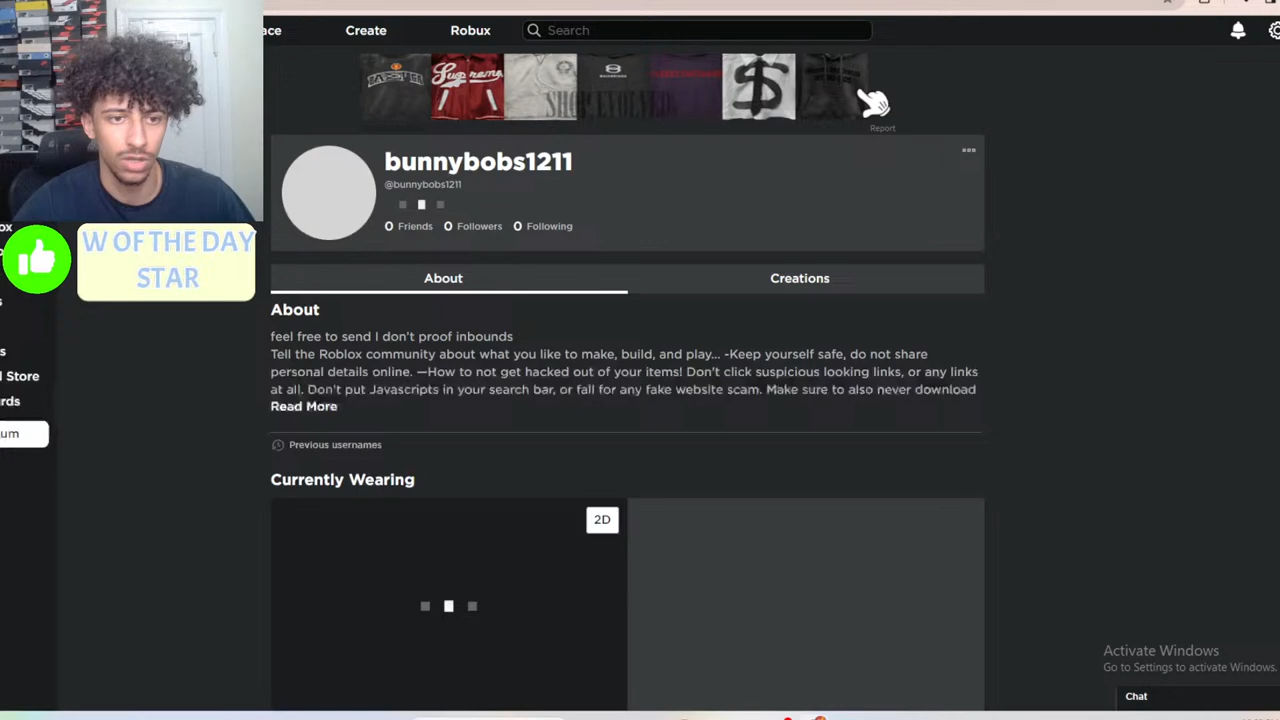 ace
Create
Robux
Search
Supreme
SHOP EVOLVED
$
Report
bunnybobs1211
@bunnybobs1211
0 Friends 0 Followers 0 Following
W OF THE DAY
STAR
About
Creations
About
feel free to send I don't proof inbounds
Tell the Roblox community about what you like to make, build, and play... -Keep yourself safe, do not share
personal details online. —How to not get hacked out of your items! Don't click suspicious looking links, or any links
at all. Don't put Javascripts in your search bar, or fall for any fake website scam. Make sure to also never download
Read More
Previous usernames
Currently Wearing
2D
ox
s
s
l Store
rds
um
Activate Windows
Go to Settings to activate Windows.
Chat